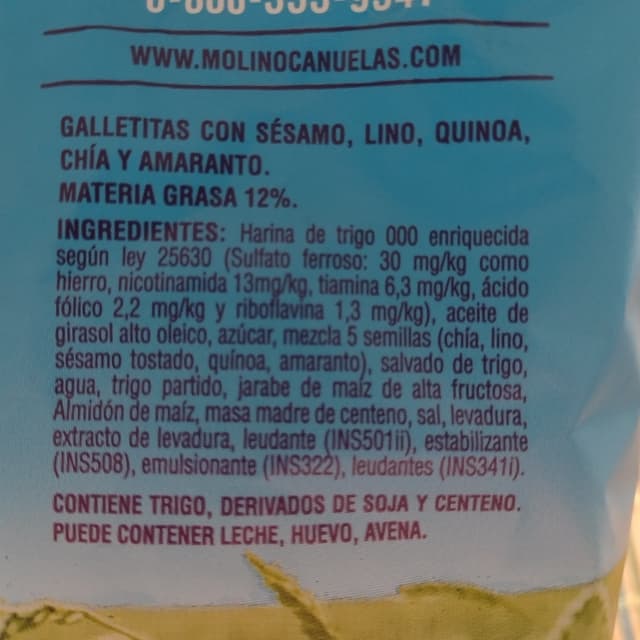 WWW.MOLINOCANUELAS.COM
GALLETITAS CON SÉSAMO, LINO, QUINOA,
CHÍA Y AMARANTO.
MATERIA GRASA 12%.
INGREDIENTES: Harina de trigo 000 enriquecida
según ley 25630 (Sulfato ferroso: 30 mg/kg como
hierro, nicotinamida 13mg/kg, tiamina 6,3 mg/kg, ácido
fólico 2,2 mg/kg y riboflavina 1,3 mg/kg), aceite de
girasol alto oleico, azúcar, mezcla 5 semillas (chía, lino,
sésamo tostado, quínoa, amaranto), salvado de trigo,
agua, trigo partido, jarabe de maíz de alta fructosa,
Almidón de maíz, masa madre de centeno, sal, levadura,
extracto de levadura, leudante (INS501ii), estabilizante
(INS508), emulsionante (INS322), leudantes (INS341i).
CONTIENE TRIGO, DERIVADOS DE SOJA Y CENTENO.
PUEDE CONTENER LECHE, HUEVO, AVENA.